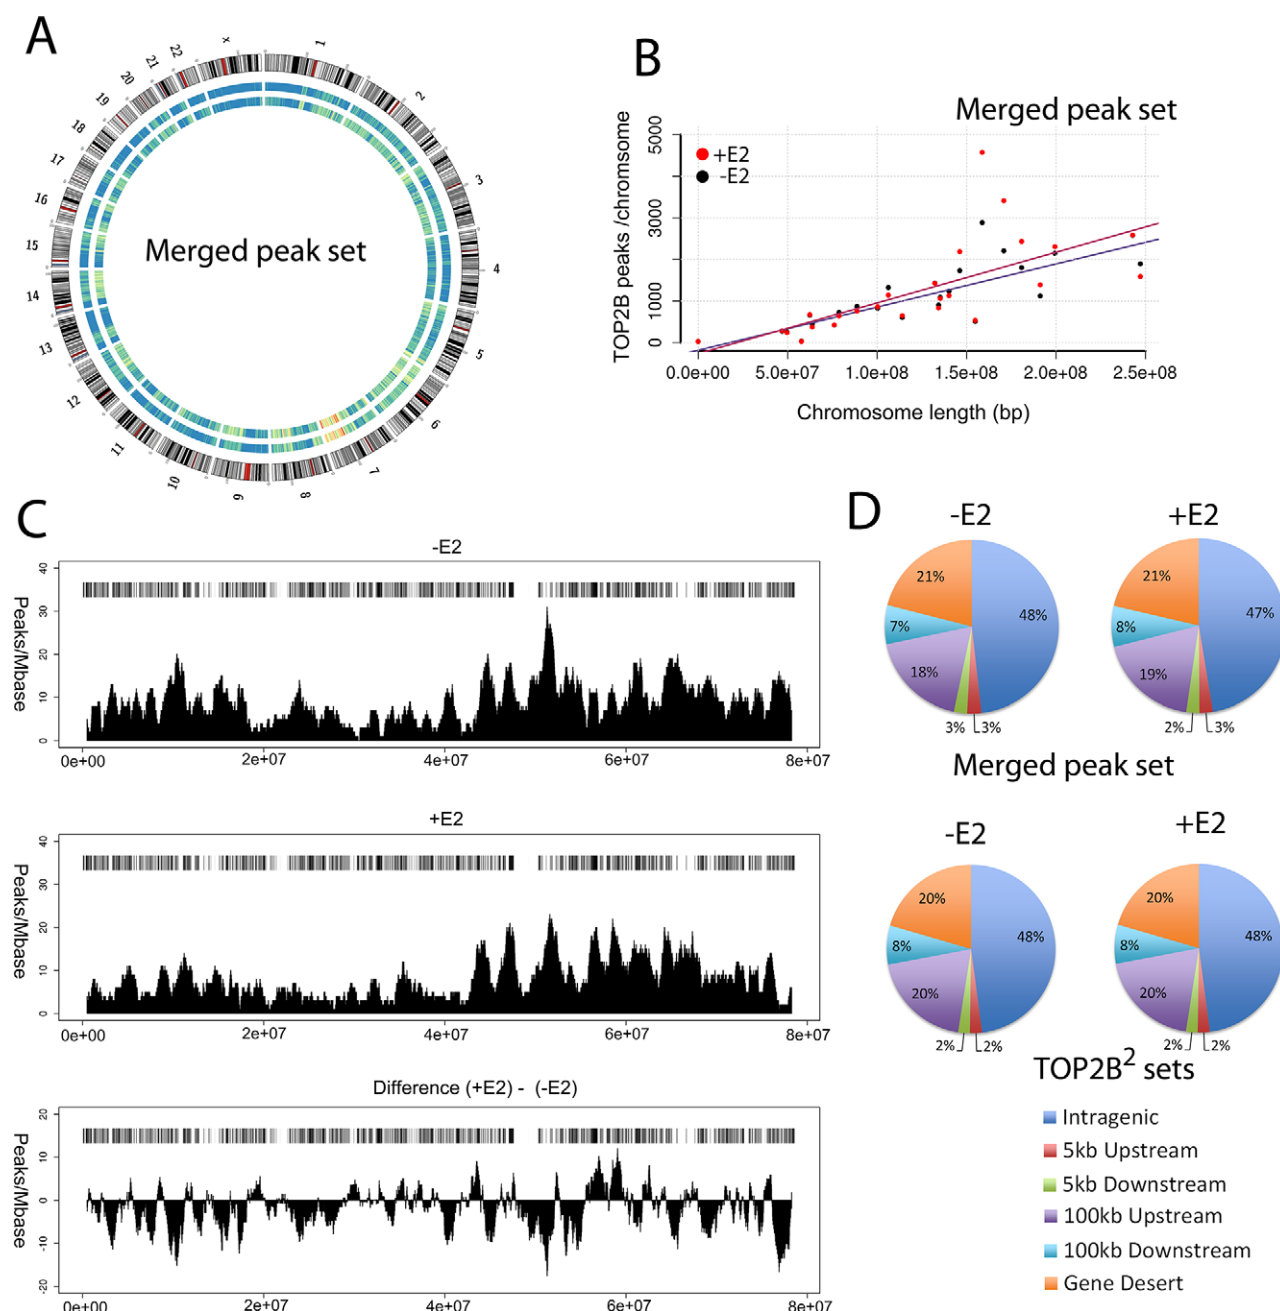 A
1
2
3
4
5
6
7
8
9
10
11
12
13
14
15
16
17
18
19
20
21
22
x
Merged peak set
B
Merged peak set
TOP2B peaks /chromsome
5000
3000
1000
0
+E2
-E2
0.0e+00 5.0e+07 1.0e+08 1.5e+08 2.0e+08 2.5e+08
Chromosome length (bp)
C
-E2
Peaks/Mbase
40
30
20
10
0
0e+00 2e+07 4e+07 6e+07 8e+07
+E2
Peaks/Mbase
40
30
20
10
0
0e+00 2e+07 4e+07 6e+07 8e+07
Difference (+E2) - (-E2)
Peaks/Mbase
20
10
0
-10
-20
0e+00 2e+07 4e+07 6e+07 8e+07
D
-E2
21%
48%
7%
18%
3%
3%
+E2
21%
47%
8%
19%
2%
3%
Merged peak set
-E2
20%
48%
8%
20%
2%
2%
+E2
20%
48%
8%
20%
2%
2%
TOP2B2 sets
Intragenic
5kb Upstream
5kb Downstream
100kb Upstream
100kb Downstream
Gene Desert